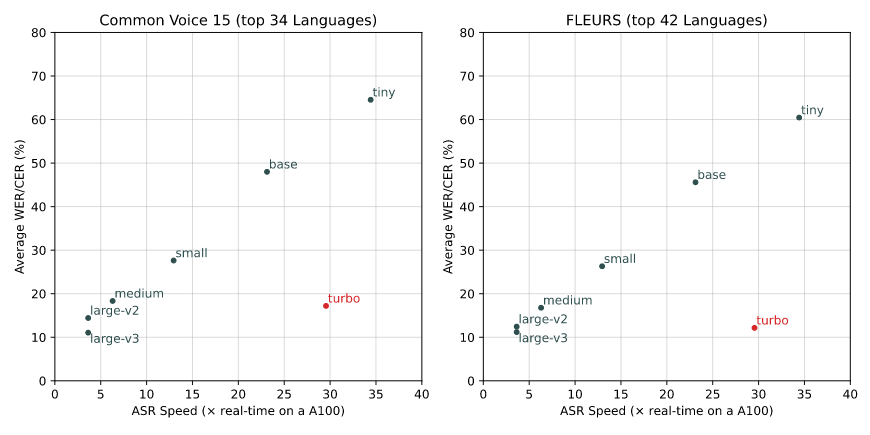 Common Voice 15 (top 34 Languages)
80
70
60
50
40
30
20
10
0
Average WER/CER (%)
tiny
base
small
medium
large-v2
large-v3
turbo
0 5 10 15 20 25 30 35 40
ASR Speed (× real-time on a A100)
FLEURS (top 42 Languages)
80
70
60
50
40
30
20
10
0
Average WER/CER (%)
tiny
base
small
medium
large-v2
large-v3
turbo
0 5 10 15 20 25 30 35 40
ASR Speed (× real-time on a A100)